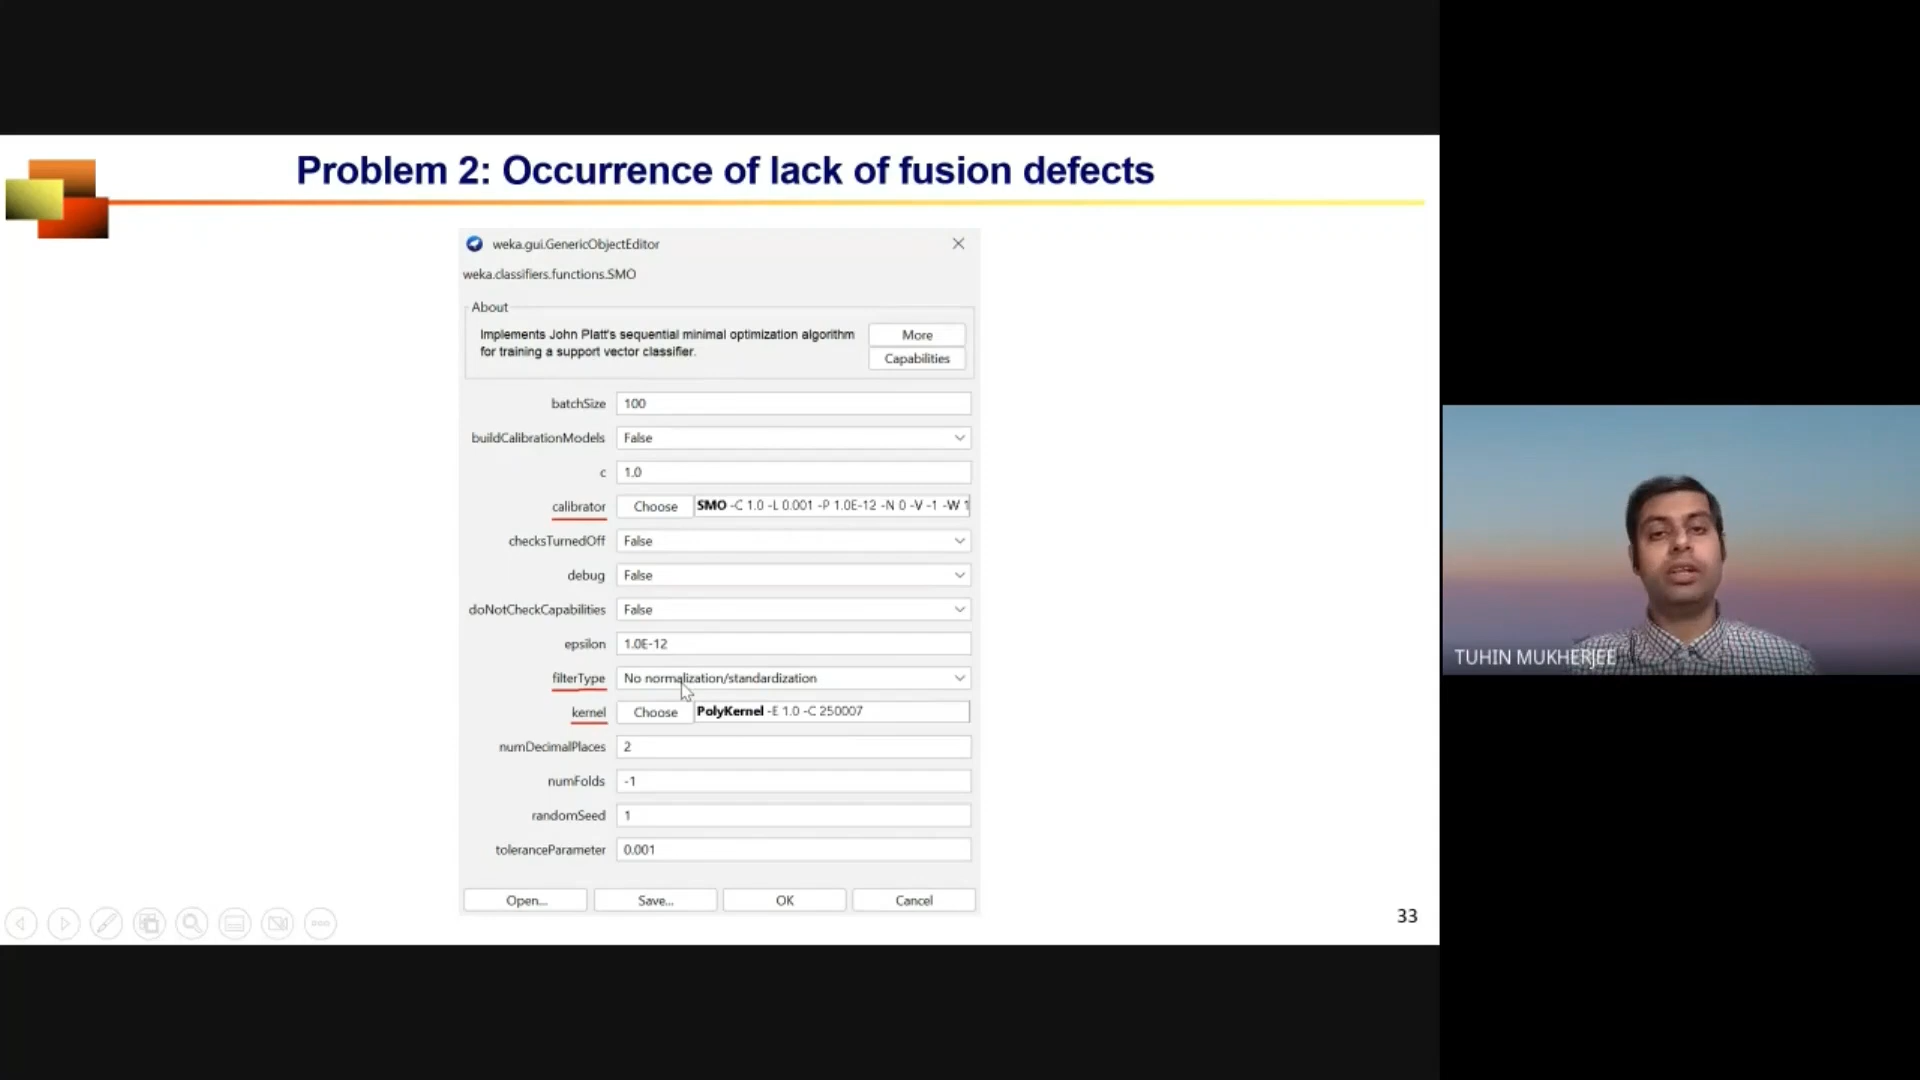 Problem 2: Occurrence of lack of fusion defects
weka.gui.GenericObjectEditor
weka.classifiers.functions.SMO
About
Implements John Platt's sequential minimal optimization algorithm
for training a support vector classifier.
More
Capabilities
batchSize 100
buildCalibrationModels False
c 1.0
calibrator Choose SMO -C 1.0 -L 0.001 -P 1.0E-12 -N 0 -V -1 -W 1
checksTurnedOff False
debug False
doNotCheckCapabilities False
epsilon 1.0E-12
filterType No normalization/standardization
kernel Choose PolyKernel -E 1.0 -C 250007
numDecimalPlaces 2
numFolds -1
randomSeed 1
toleranceParameter 0.001
Open... Save... OK Cancel
33
TUHIN MUKHERJEE